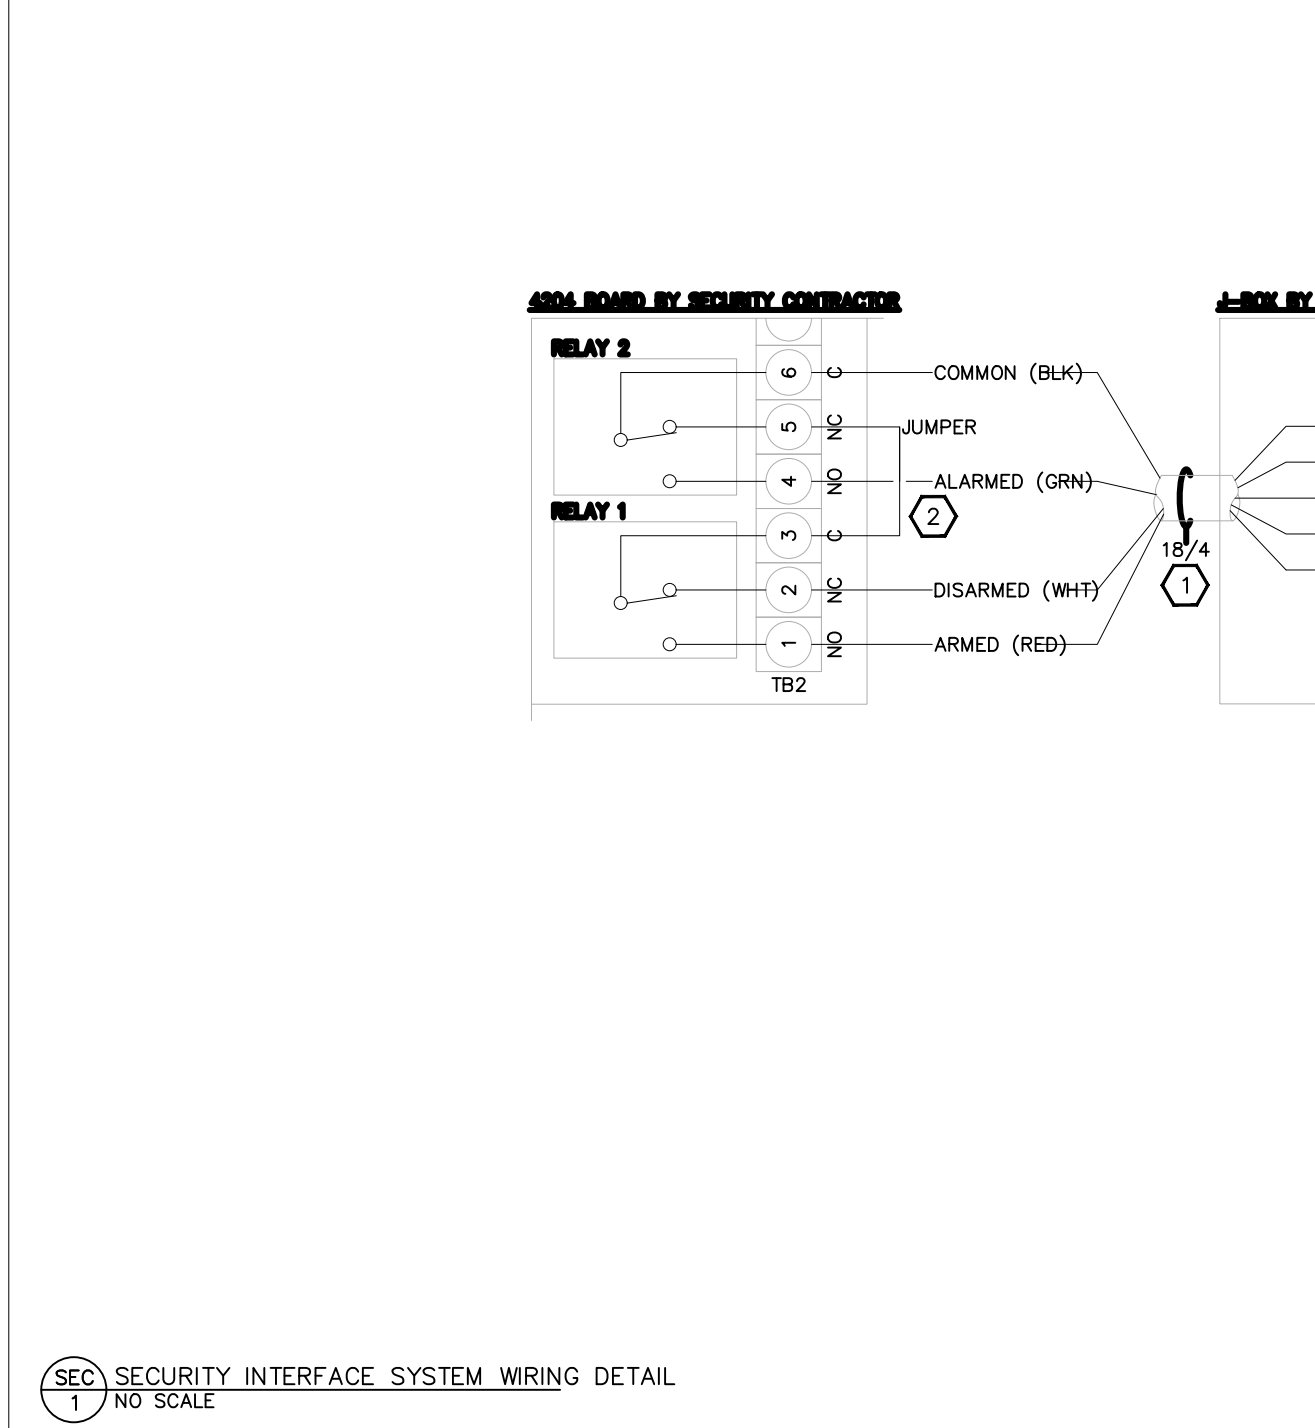 4204 BOARD BY SECURITY CONTRACTOR
J-BOX BY
RELAY 2
6 C COMMON (BLK)
5 NC JUMPER
4 NO ALARMED (GRN)
RELAY 1
2
3 C
18/4
1
2 NC DISARMED (WHT)
1 NO ARMED (RED)
TB2
SEC SECURITY INTERFACE SYSTEM WIRING DETAIL
1 NO SCALE